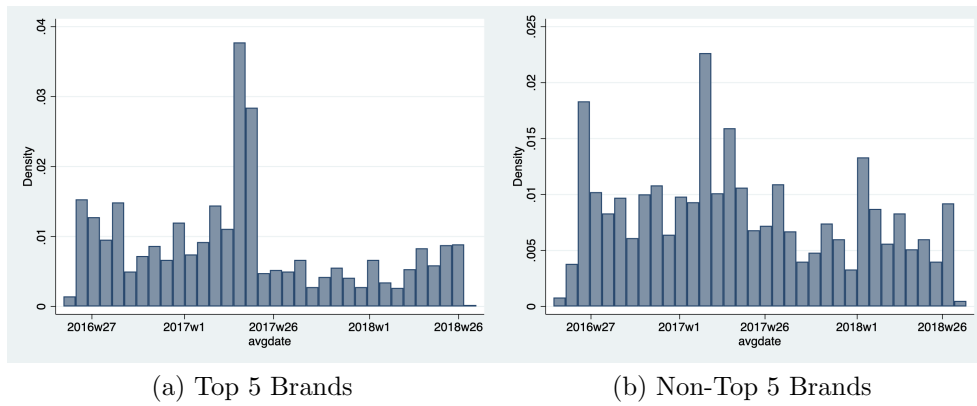 .04
.03
.02
.01
0
Density
2016w27 2017w1 2017w26 2018w1 2018w26
avgdate
(a) Top 5 Brands
.025
.02
.015
.01
.005
0
Density
2016w27 2017w1 2017w26 2018w1 2018w26
avgdate
(b) Non-Top 5 Brands